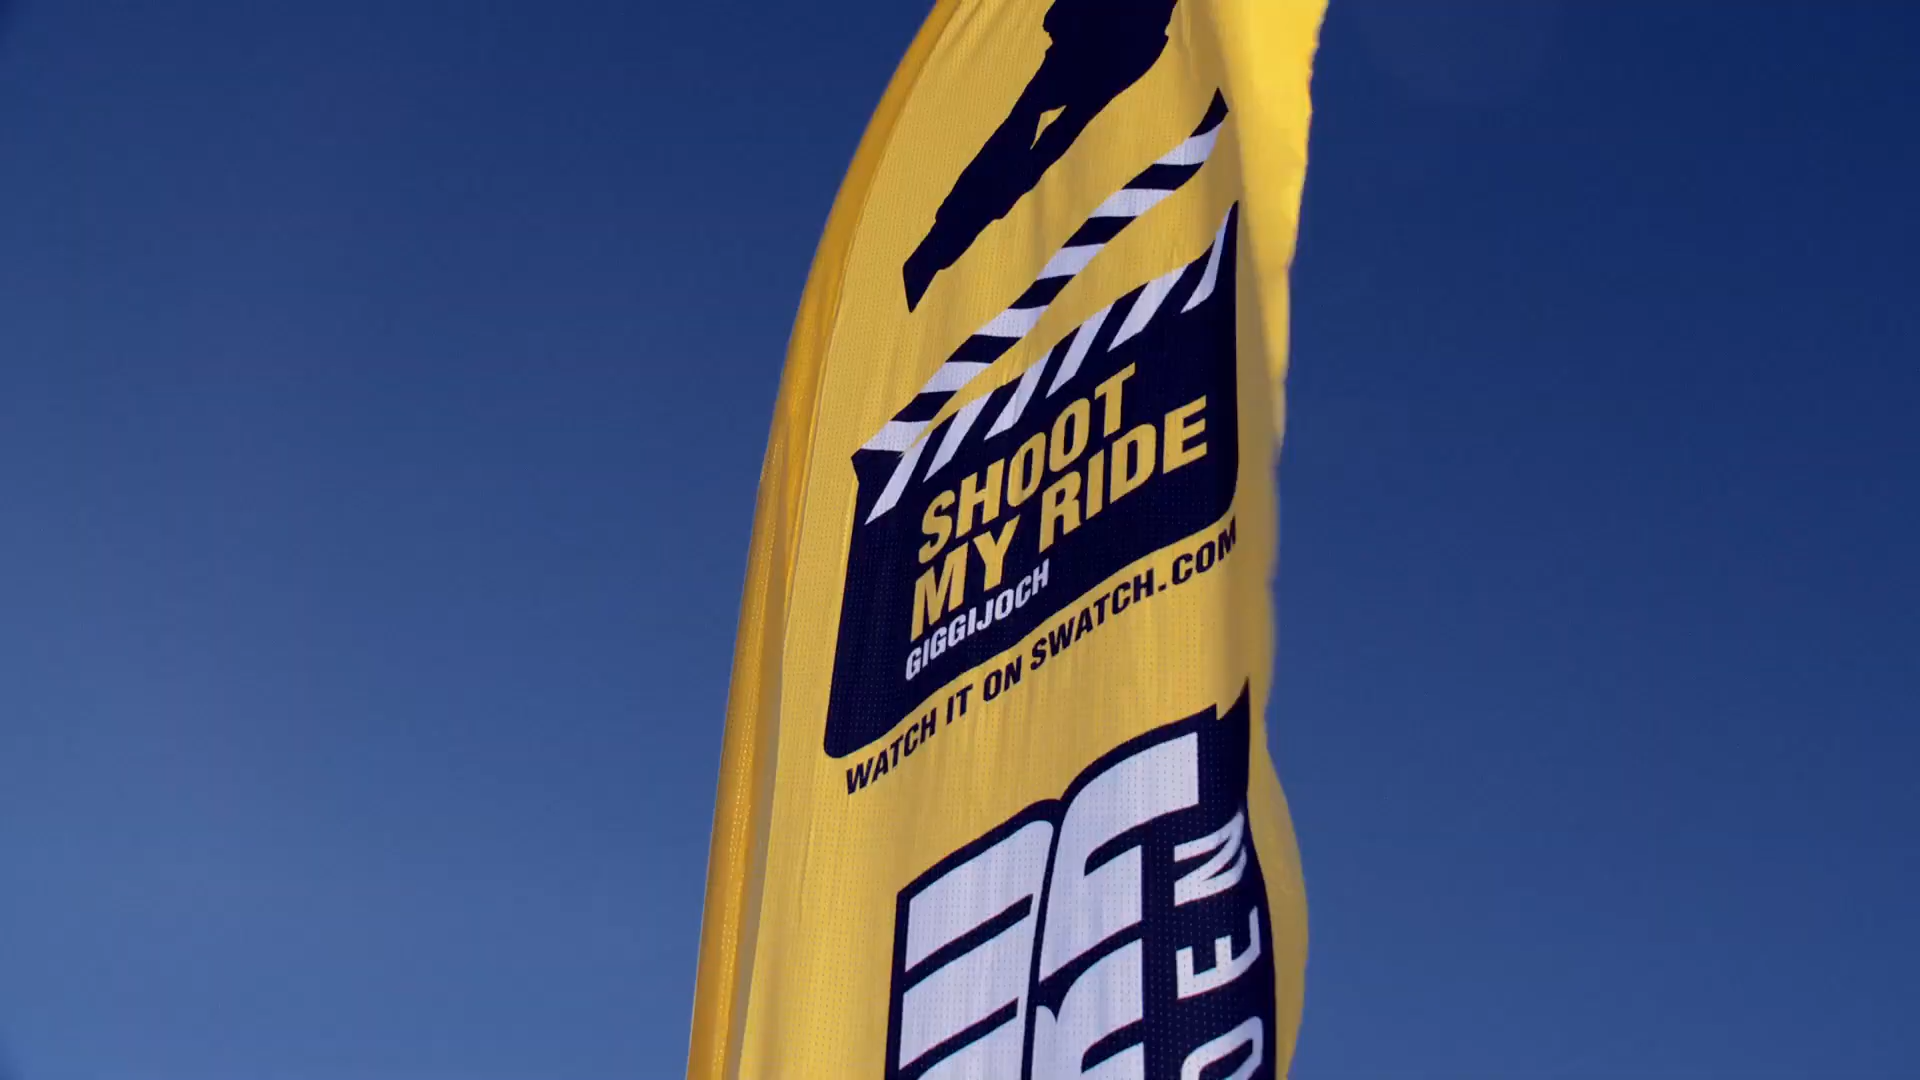 SHOOT
MY RIDE
GIGGIJOCH
WATCH IT ON SWATCH.COM